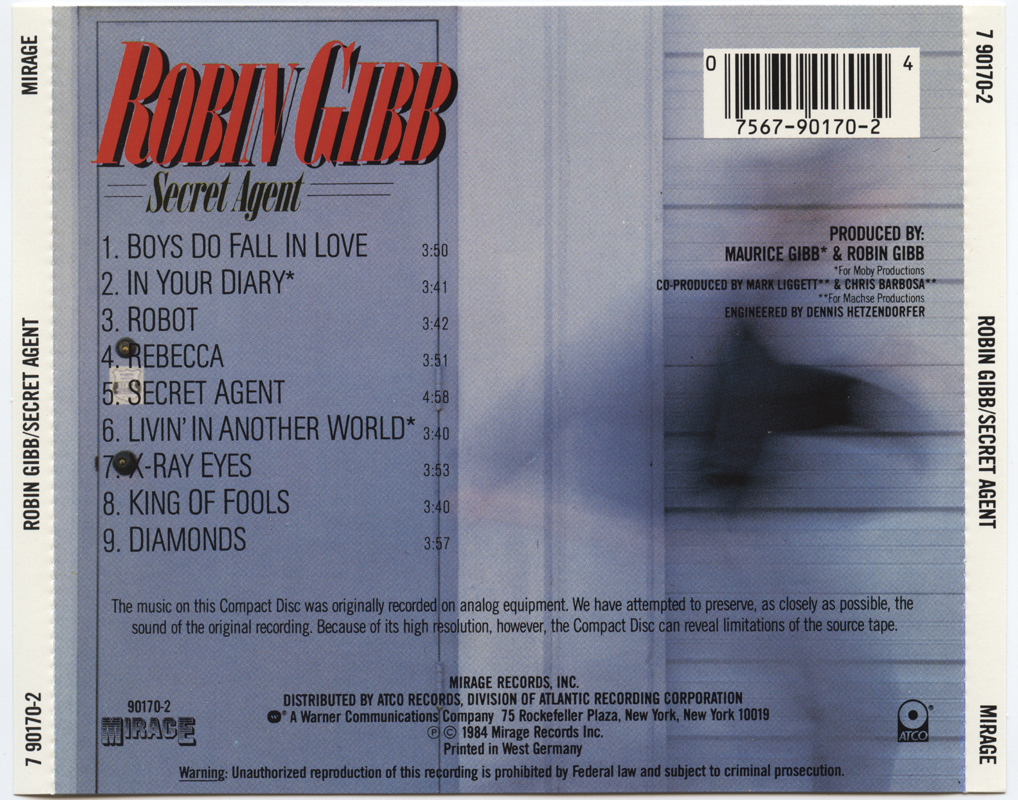 MIRAGE
ROBIN GIBB/SECRET AGENT
7 90170-2
ROBIN GIBB
Secret Agent
1. BOYS DO FALL IN LOVE 3:50
2. IN YOUR DIARY* 3:41
3. ROBOT 3:42
4. REBECCA 3:51
5. SECRET AGENT 4:58
6. LIVIN' IN ANOTHER WORLD* 3:40
7. X-RAY EYES 3:53
8. KING OF FOOLS 3:40
9. DIAMONDS 3:57
0 4
7567-90170-2
PRODUCED BY:
MAURICE GIBB* & ROBIN GIBB
*For Moby Productions
CO-PRODUCED BY MARK LIGGETT** & CHRIS BARBOSA**
**For Machse Productions
ENGINEERED BY DENNIS HETZENDORFER
The music on this Compact Disc was originally recorded on analog equipment. We have attempted to preserve, as closely as possible, the
sound of the original recording. Because of its high resolution, however, the Compact Disc can reveal limitations of the source tape.
MIRAGE RECORDS, INC.
DISTRIBUTED BY ATCO RECORDS, DIVISION OF ATLANTIC RECORDING CORPORATION
® A Warner Communications Company 75 Rockefeller Plaza, New York, New York 10019
℗ © 1984 Mirage Records Inc.
Printed in West Germany
Warning: Unauthorized reproduction of this recording is prohibited by Federal law and subject to criminal prosecution.
90170-2
MIRAGE
ATCO®
7 90170-2
ROBIN GIBB/SECRET AGENT
MIRAGE